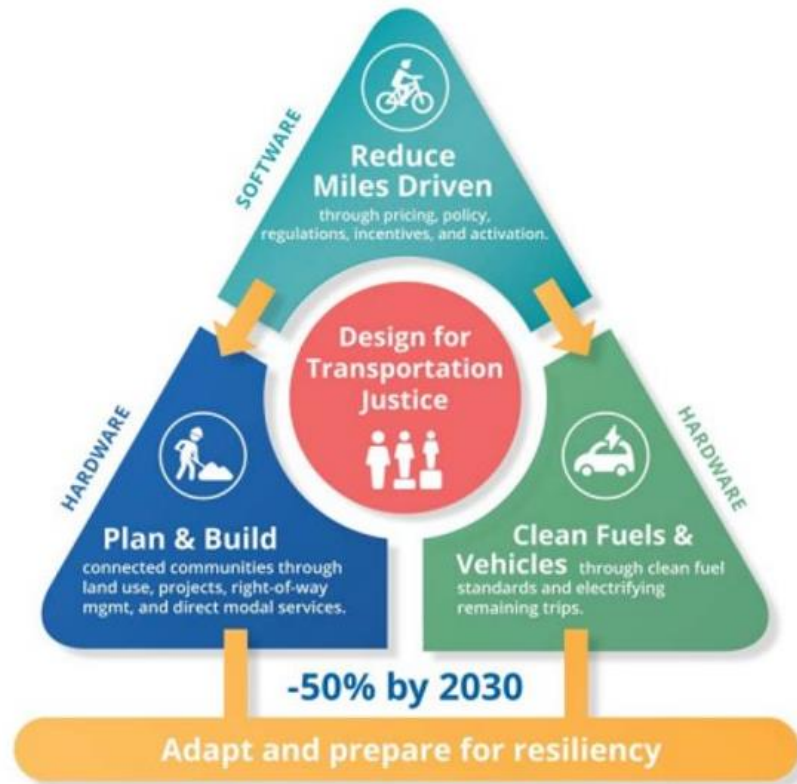 SOFTWARE
Reduce
Miles Driven
through pricing, policy,
regulations, incentives, and activation.
Design for
Transportation
Justice
HARDWARE
Plan & Build
connected communities through
land use, projects, right-of-way
mgmt, and direct modal services.
HARDWARE
Clean Fuels &
Vehicles through clean fuel
standards and electrifying
remaining trips.
-50% by 2030
Adapt and prepare for resiliency